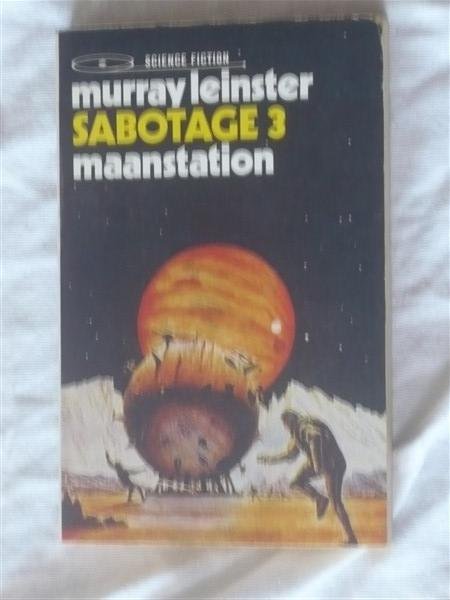 SCIENCE FICTION
murray leinster
SABOTAGE 3
maanstation